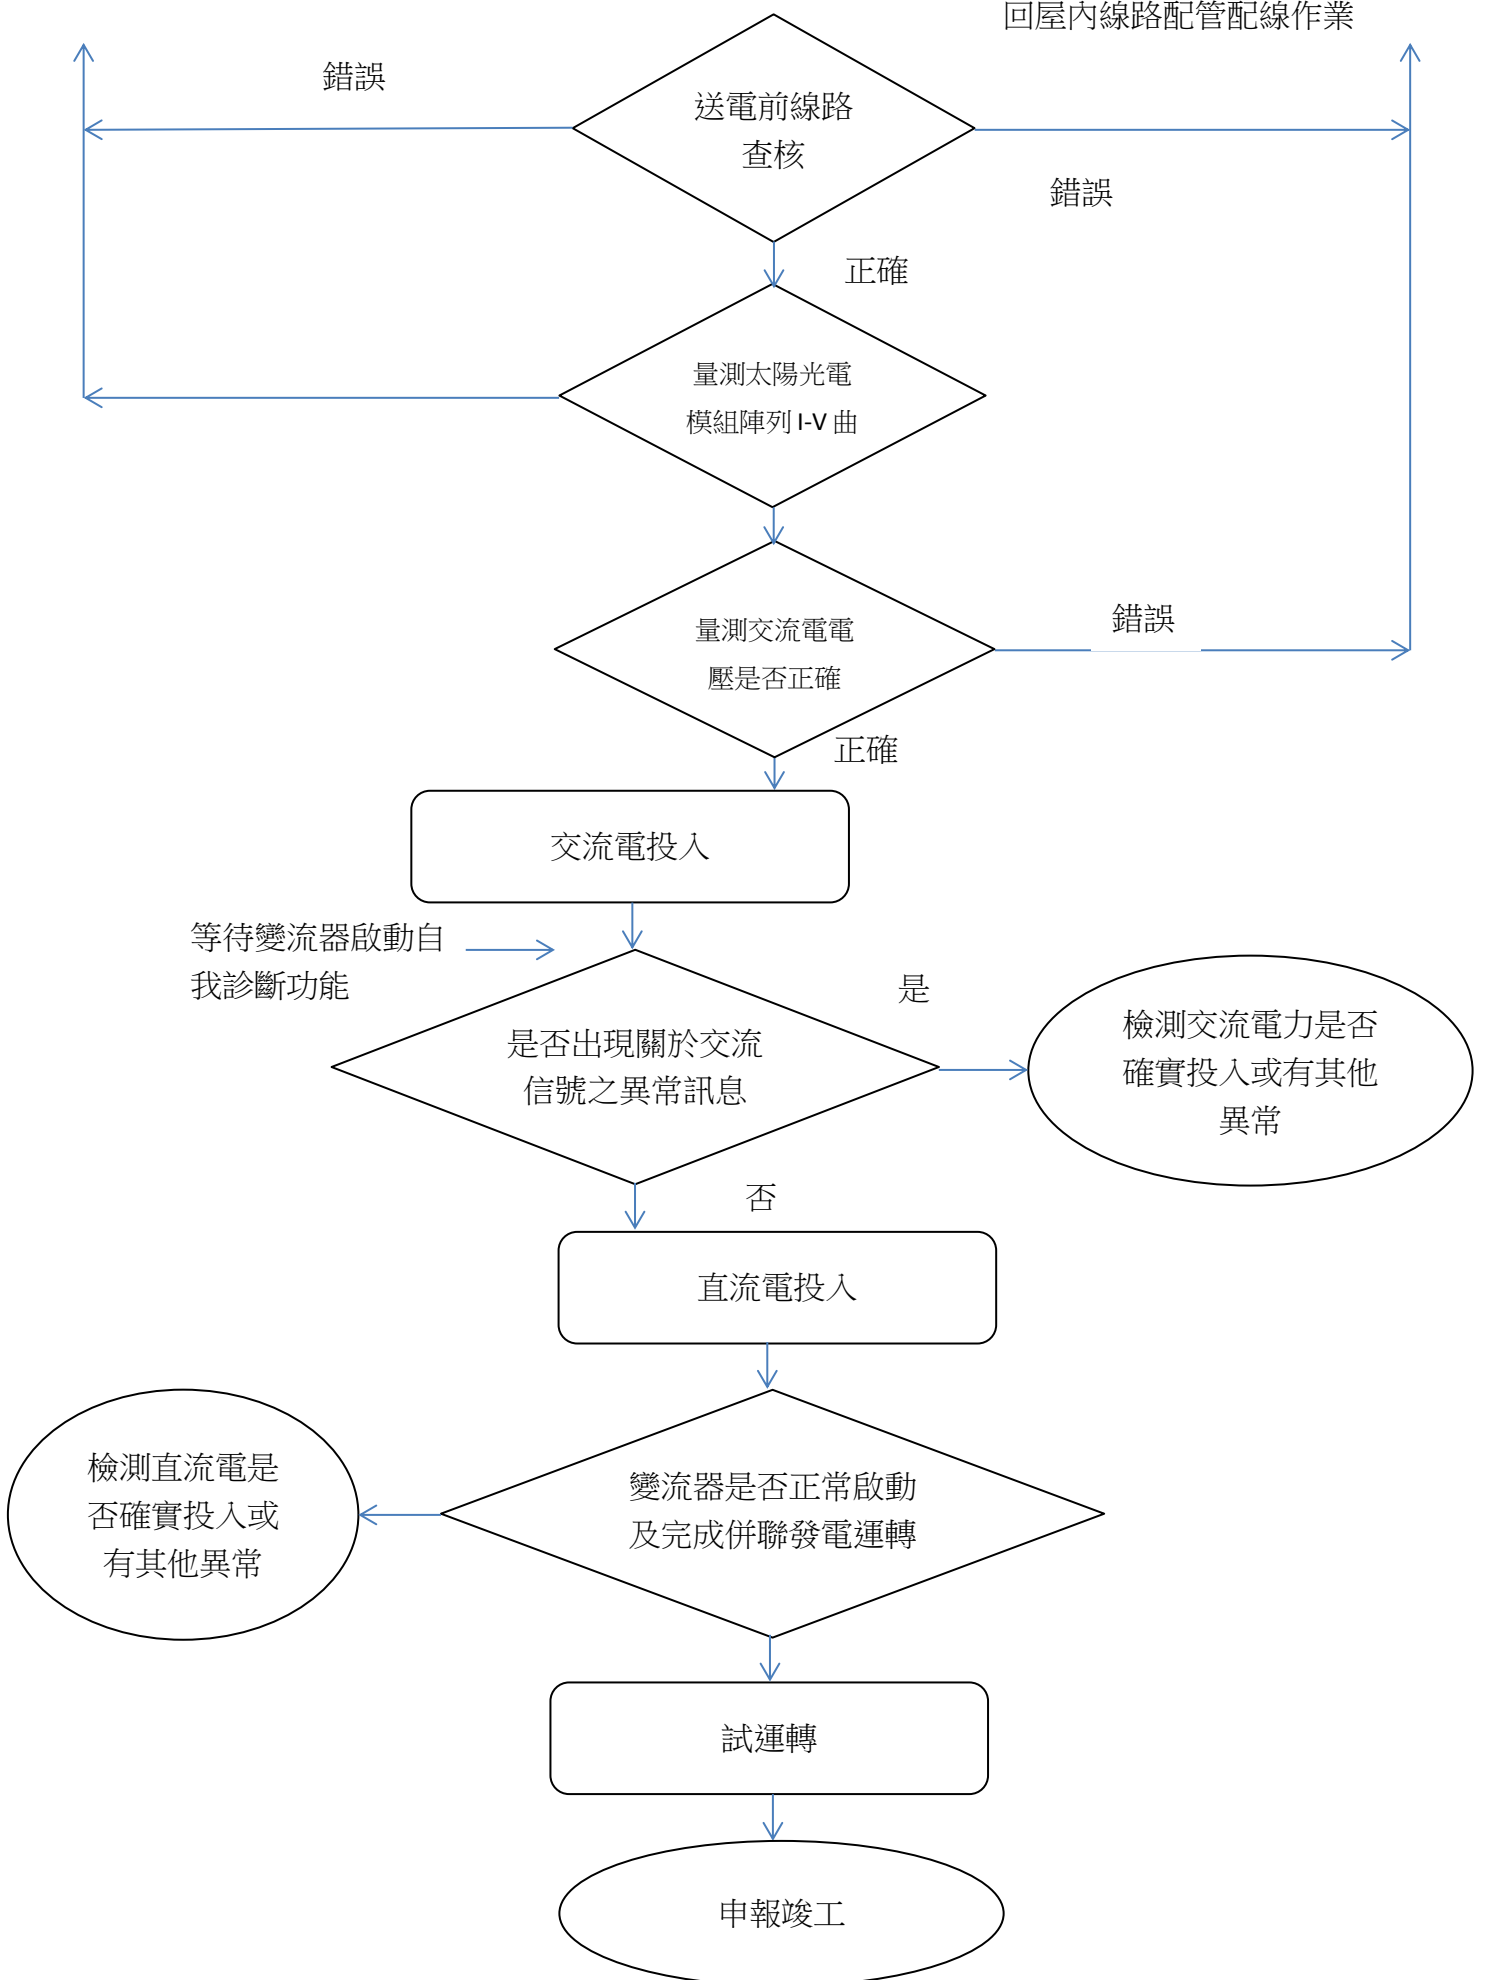 回屋內線路配管配線作業
錯誤
送電前線路
查核
錯誤
正確
量測太陽光電
模組陣列 I-V 曲
錯誤
量測交流電電
壓是否正確
正確
交流電投入
等待變流器啟動自
我診斷功能
是
是否出現關於交流
信號之異常訊息
檢測交流電力是否
確實投入或有其他
異常
否
直流電投入
檢測直流電是
否確實投入或
有其他異常
變流器是否正常啟動
及完成併聯發電運轉
試運轉
申報竣工